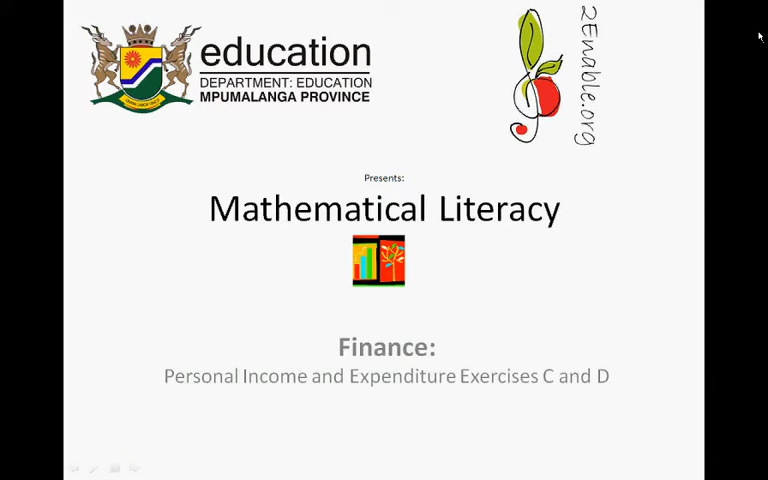 education
DEPARTMENT: EDUCATION
MPUMALANGA PROVINCE
2Enable.org
Presents:
Mathematical Literacy
Finance:
Personal Income and Expenditure Exercises C and D